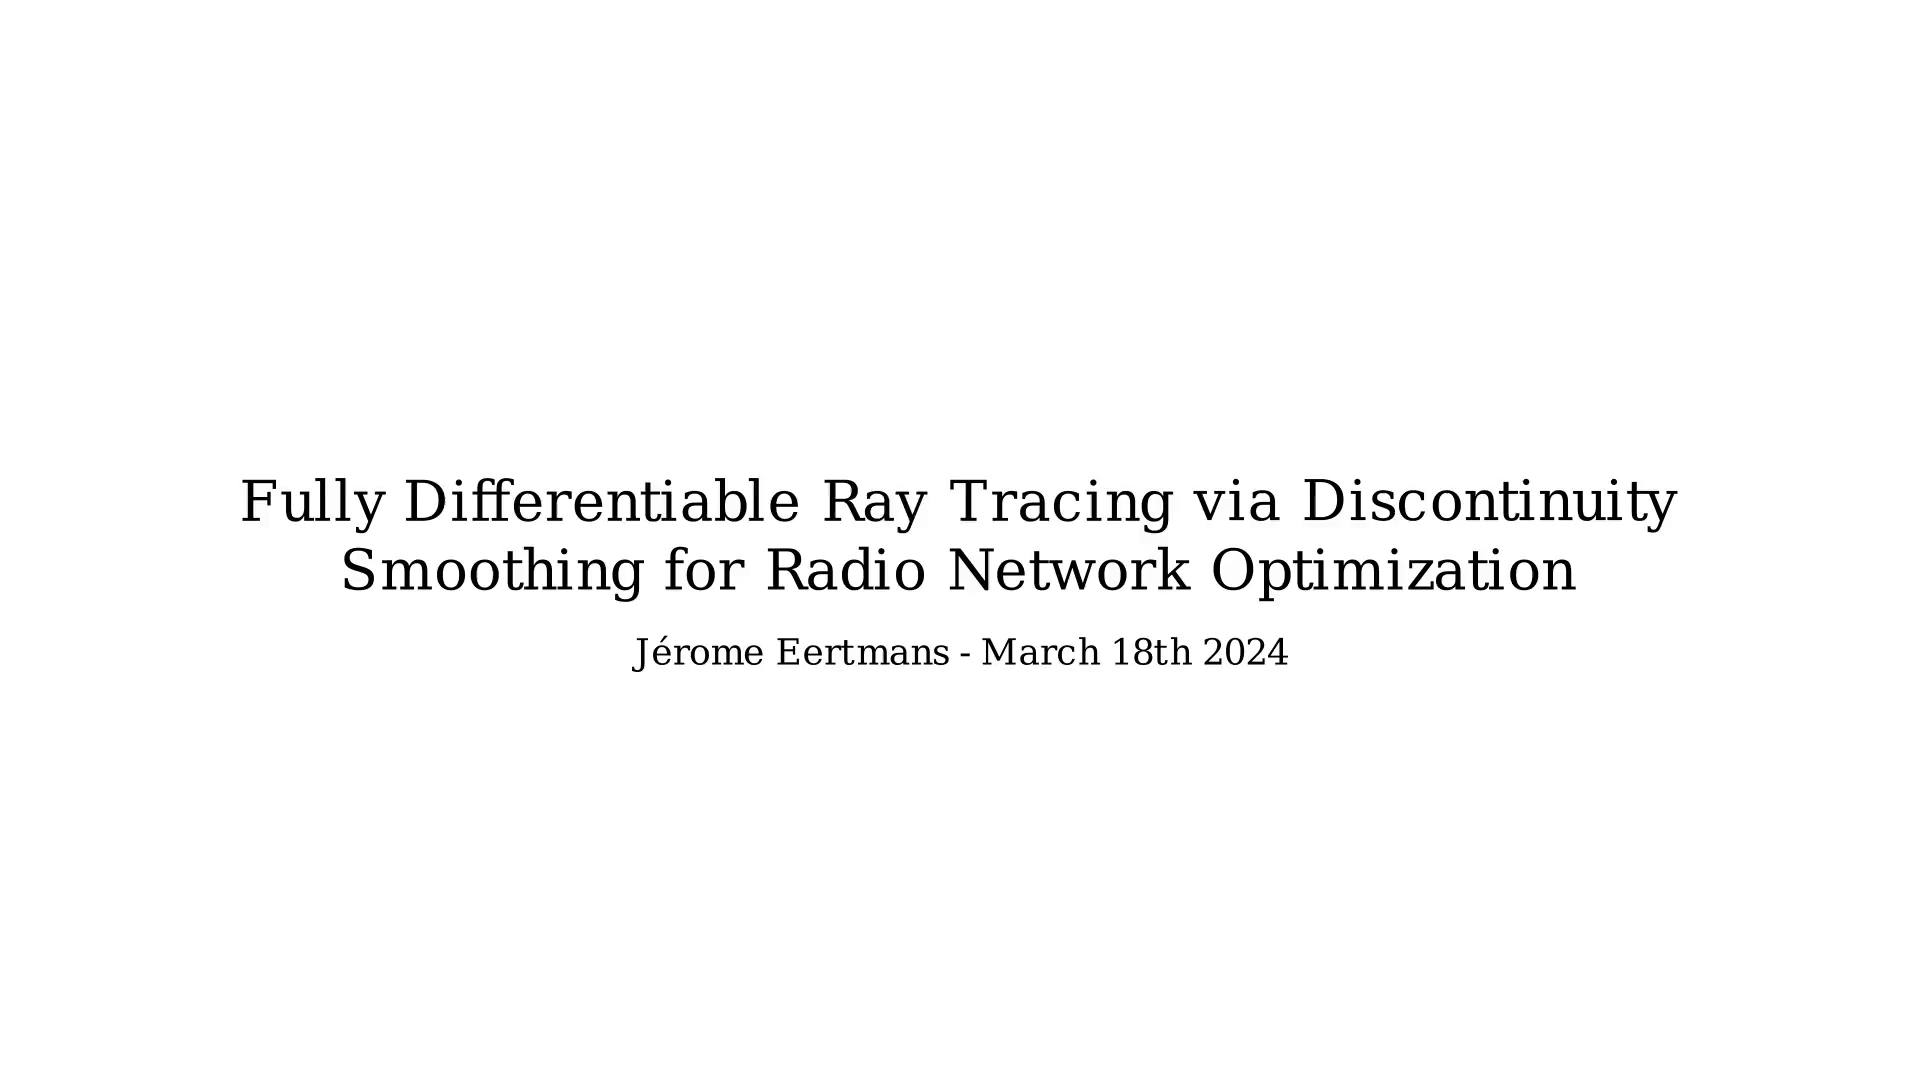 Fully Differentiable Ray Tracing via Discontinuity
Smoothing for Radio Network Optimization
Jérome Eertmans - March 18th 2024